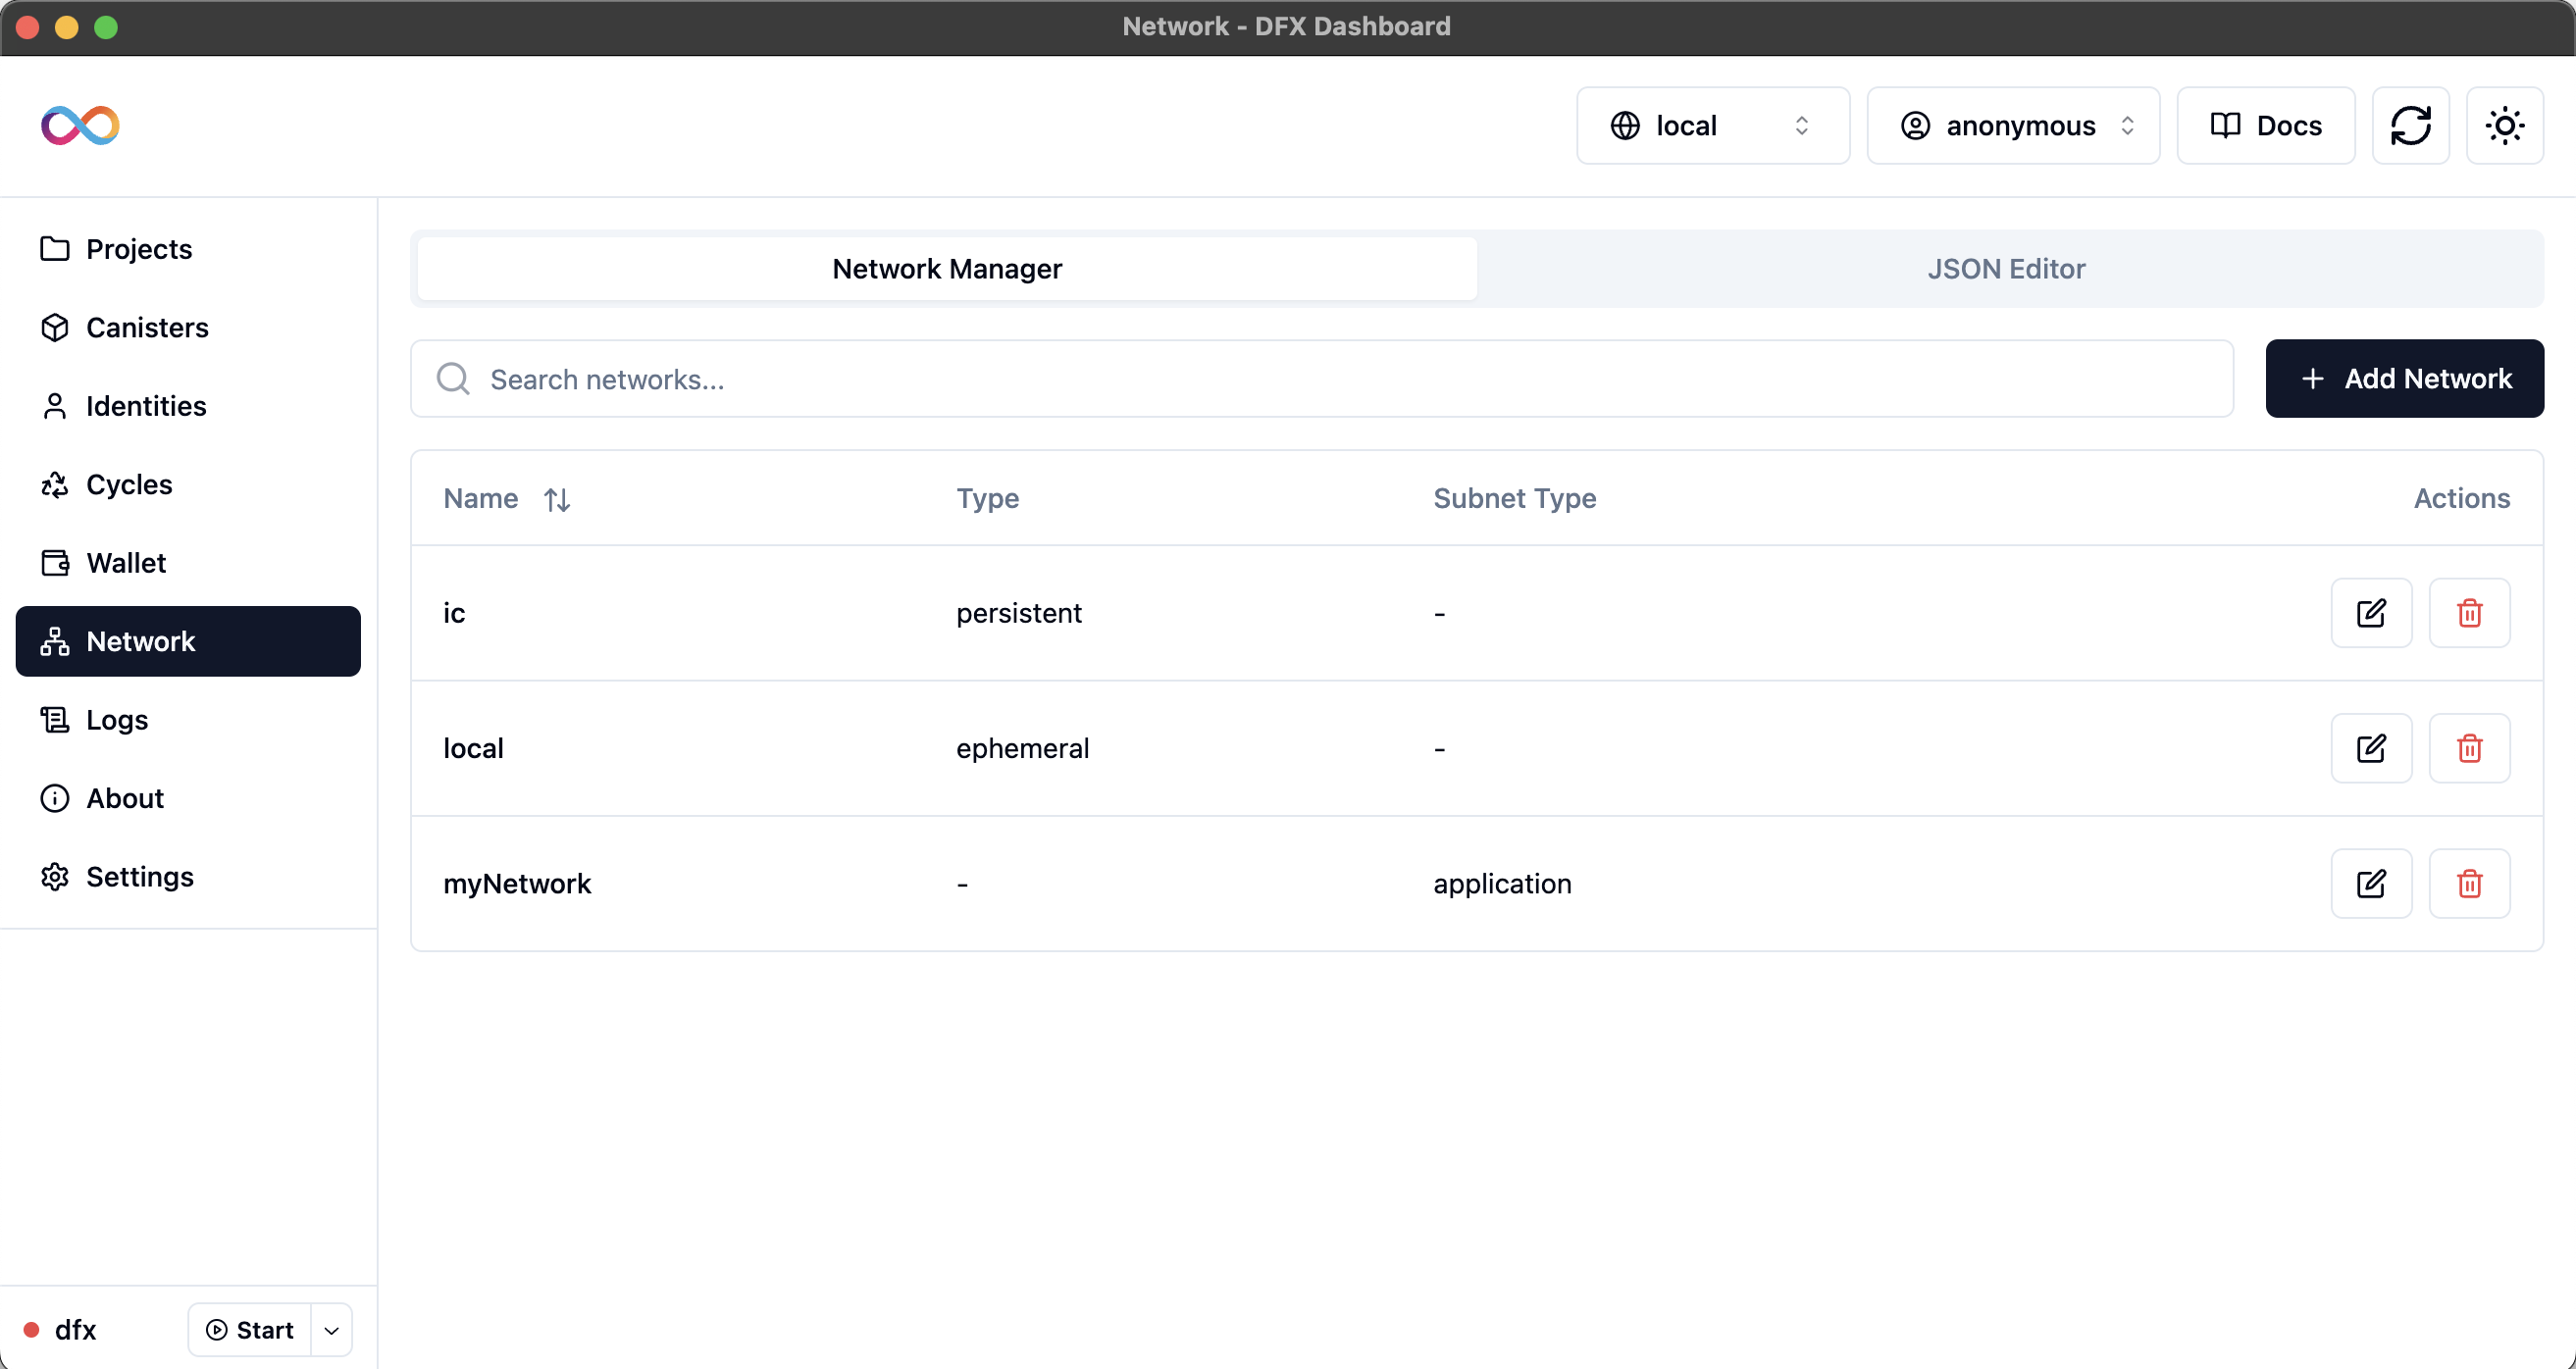 Network - DFX Dashboard
local
anonymous
Docs
Projects
Canisters
Identities
Cycles
Wallet
Network
Logs
About
Settings
dfx
Start
Network Manager
JSON Editor
Search networks...
Add Network
Name Type Subnet Type Actions
ic persistent -
local ephemeral -
myNetwork - application